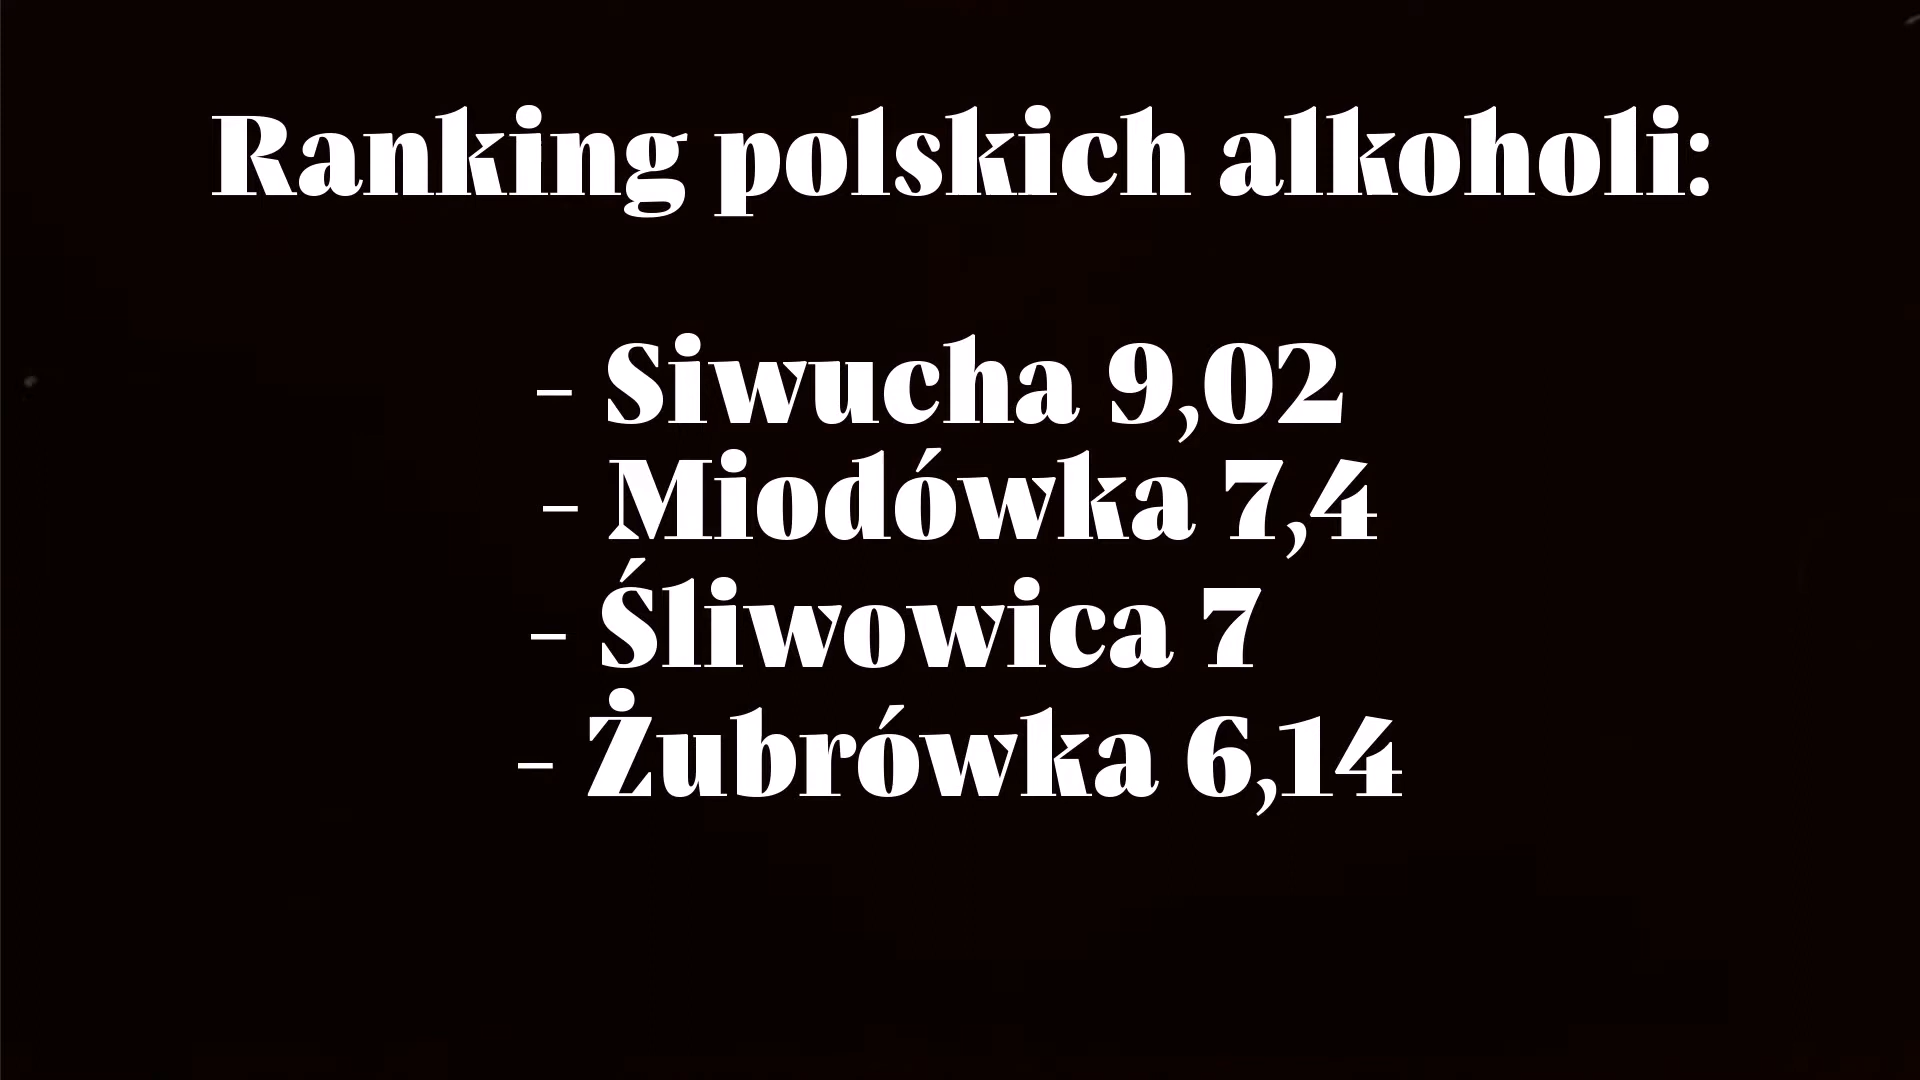 Ranking polskich alkoholi:
- Siwucha 9,02
- Miodówka 7,4
- Śliwowica 7
- Żubrówka 6,14